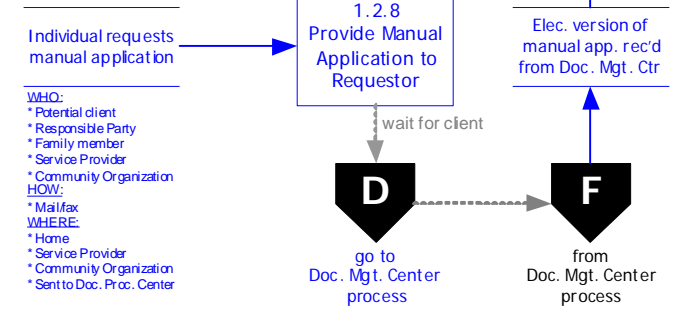 Individual requests
manual application
1.2.8
Provide Manual
Application to
Requestor
Elec. version of
manual app. rec'd
from Doc. Mgt. Ctr
WHO:
* Potential client
* Responsible Party
* Family member
* Service Provider
* Community Organization
HOW:
* Mail/fax
WHERE:
* Home
* Service Provider
* Community Organization
* Sent to Doc. Proc. Center
wait for client
D
go to
Doc. Mgt. Center
process
F
from
Doc. Mgt. Center
process